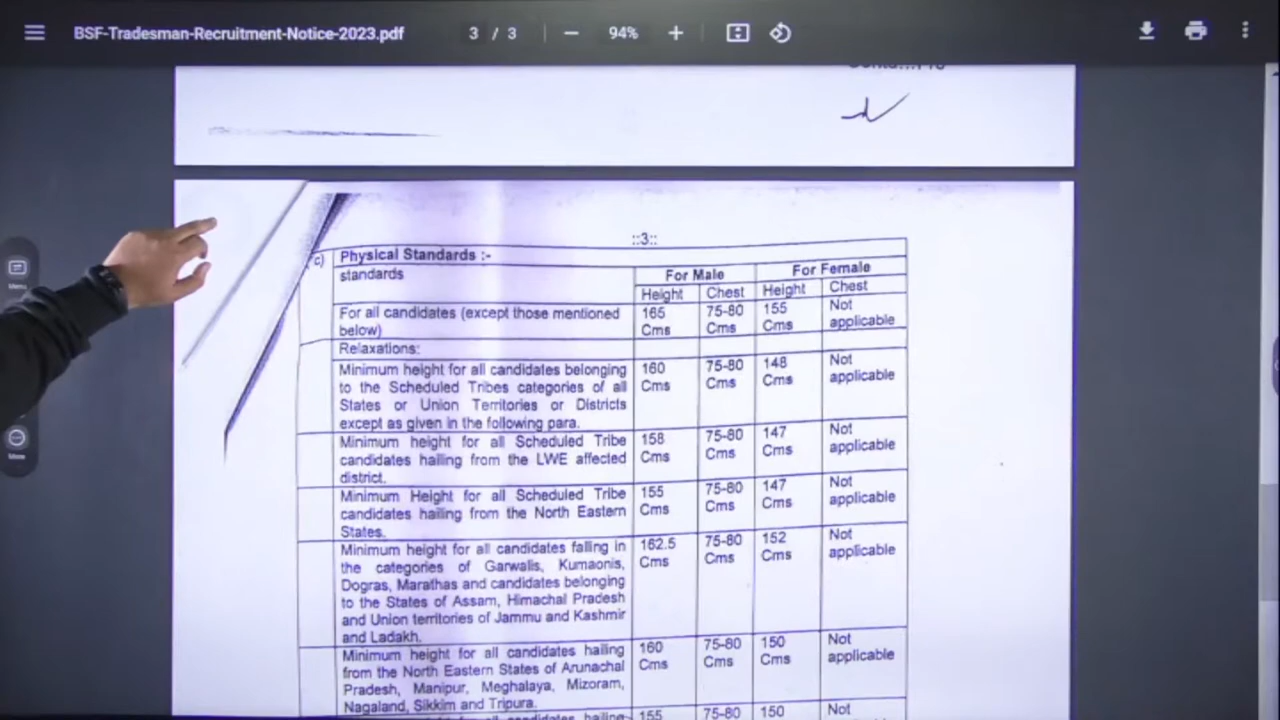 BSF-Tradesman-Recruitment-Notice-2023.pdf 3 / 3 94%
::3::
c) Physical Standards :-
standards For Male For Female
Height Chest Height Chest
For all candidates (except those mentioned below) 165 Cms 75-80 Cms 155 Cms Not applicable
Relaxations:
Minimum height for all candidates belonging 160 75-80 148 Not
to the Scheduled Tribes categories of all Cms Cms Cms applicable
States or Union Territories or Districts
except as given in the following para.
Minimum height for all Scheduled Tribe 158 75-80 147 Not
candidates hailing from the LWE affected Cms Cms Cms applicable
district.
Minimum Height for all Scheduled Tribe 155 75-80 147 Not
candidates hailing from the North Eastern Cms Cms Cms applicable
States.
Minimum height for all candidates falling in 162.5 75-80 152 Not
the categories of Garwalis, Kumaonis, Cms Cms Cms applicable
Dogras, Marathas and candidates belonging
to the States of Assam, Himachal Pradesh
and Union territories of Jammu and Kashmir
and Ladakh.
Minimum height for all candidates hailing 160 75-80 150 Not
from the North Eastern States of Arunachal Cms Cms Cms applicable
Pradesh, Manipur, Meghalaya, Mizoram,
Nagaland, Sikkim and Tripura.
height for all candidates hailing 155 75-80 150 Not
Menu
More